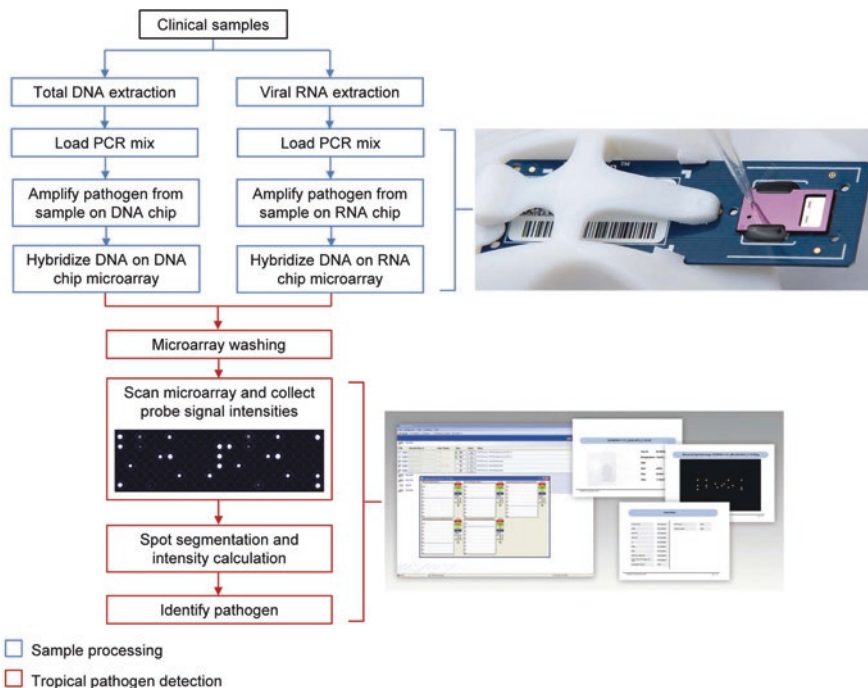 Clinical samples
Total DNA extraction
Viral RNA extraction
Load PCR mix
Load PCR mix
Amplify pathogen from
sample on DNA chip
Amplify pathogen from
sample on RNA chip
Hybridize DNA on DNA
chip microarray
Hybridize DNA on RNA
chip microarray
Microarray washing
Scan microarray and collect
probe signal intensities
Spot segmentation and
intensity calculation
Identify pathogen
Sample processing
Tropical pathogen detection